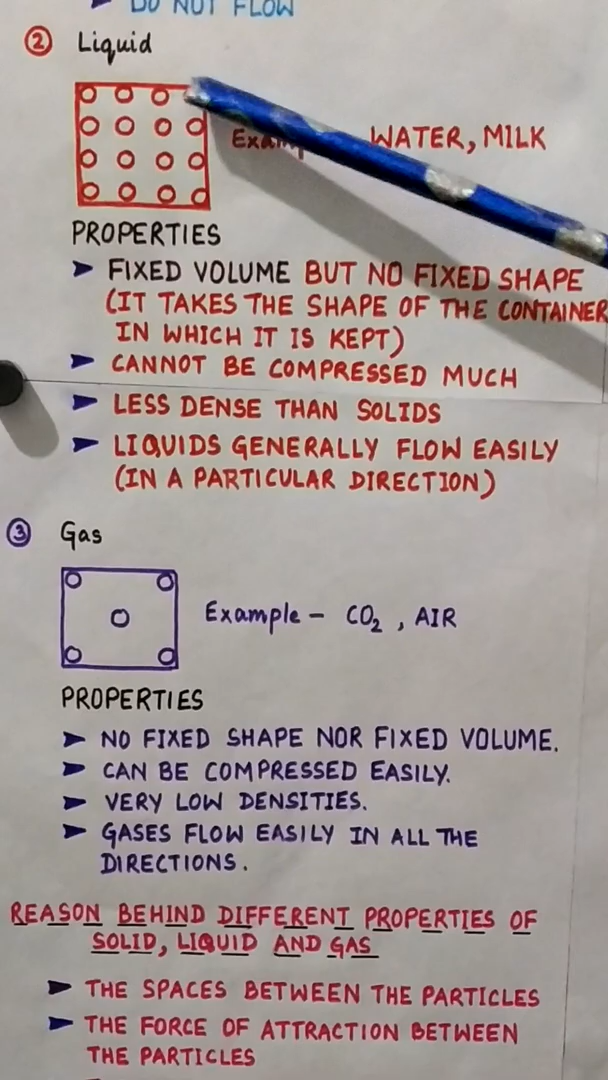 DO NOT FLOW
2 Liquid
WATER, MILK
PROPERTIES
➤ FIXED VOLUME BUT NO FIXED SHAPE
(IT TAKES THE SHAPE OF THE CONTAINER
IN WHICH IT IS KEPT)
➤ CANNOT BE COMPRESSED MUCH
➤ LESS DENSE THAN SOLIDS
➤ LIQUIDS GENERALLY FLOW EASILY
(IN A PARTICULAR DIRECTION)
3 Gas
Example – CO₂ , AIR
PROPERTIES
➤ NO FIXED SHAPE NOR FIXED VOLUME.
➤ CAN BE COMPRESSED EASILY.
➤ VERY LOW DENSITIES.
➤ GASES FLOW EASILY IN ALL THE
DIRECTIONS.
REASON BEHIND DIFFERENT PROPERTIES OF
SOLID, LIQUID AND GAS
➤ THE SPACES BETWEEN THE PARTICLES
➤ THE FORCE OF ATTRACTION BETWEEN
THE PARTICLES